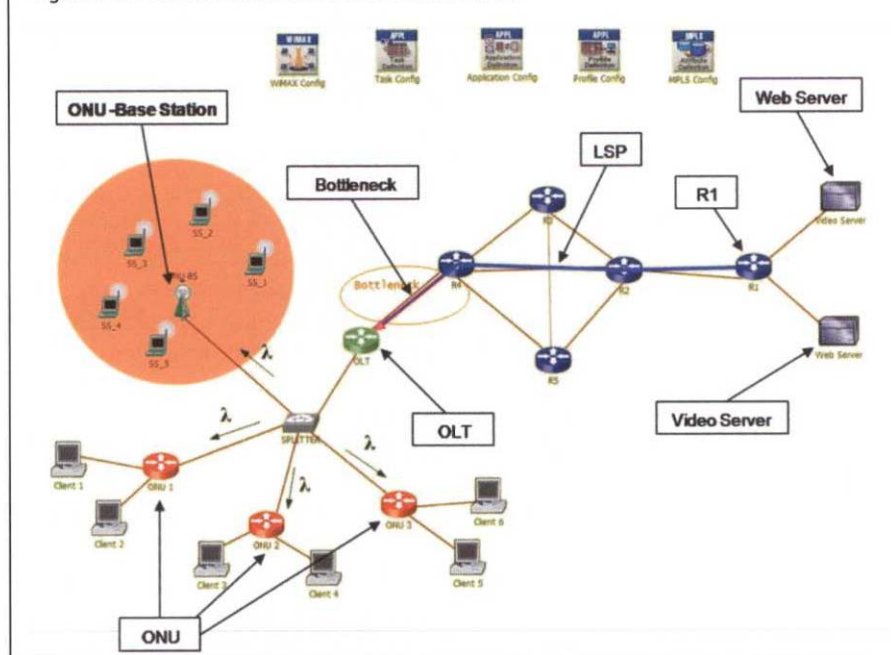 WiMAX Config
Task Config
Application Config
Profile Config
MPLS Config
ONU-Base Station
Web Server
LSP
Bottleneck
R1
SS_2
SS_3
SS_1
SS_4
SS_5
Video Server
R3
Bottleneck
R4
R2
R1
OLT
R5
Web Server
λ
λ
λ
λ
SPLITTER
OLT
Video Server
Client 1
ONU 1
Client 2
ONU 2
Client 3
Client 4
ONU 3
Client 6
Client 5
ONU